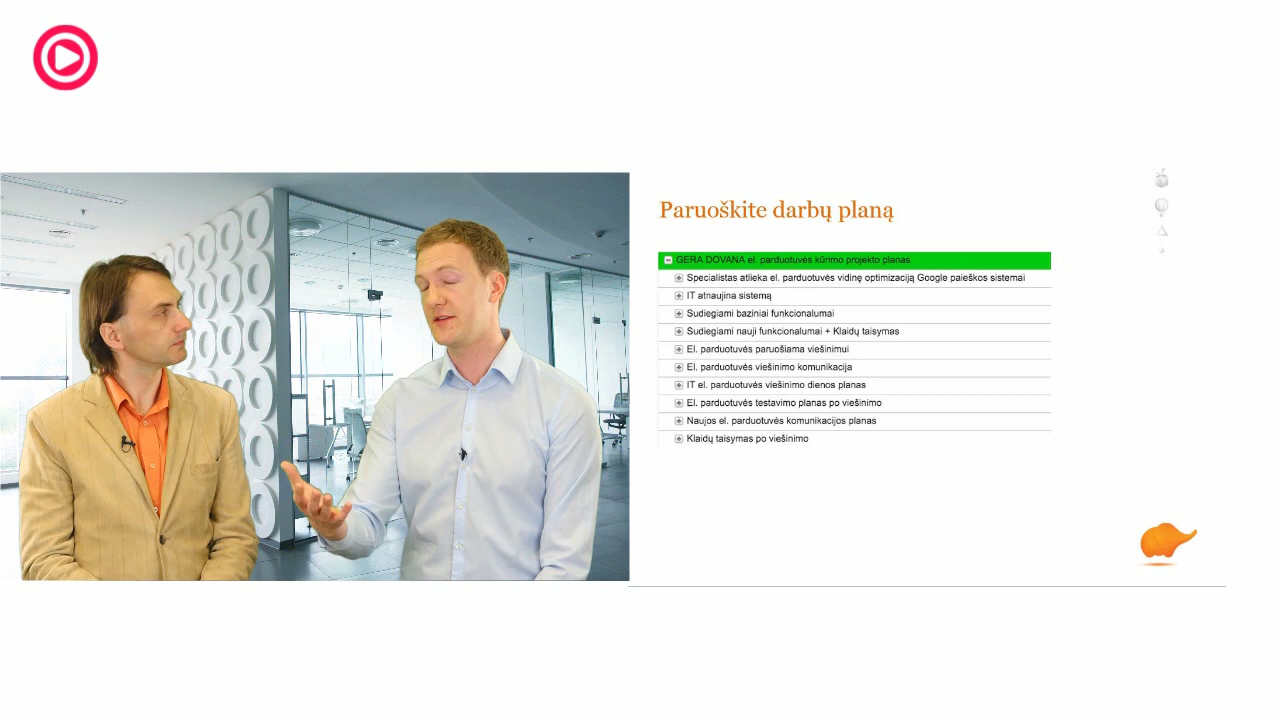 Paruoškite darbų planą
GERA DOVANA el. parduotuvės kūrimo projekto planas
Specialistas atlieka el. parduotuvės vidinę optimizaciją Google paieškos sistemai
IT atnaujina sistemą
Sudiegiami baziniai funkcionalumai
Sudiegiami nauji funkcionalumai + Klaidų taisymas
El. parduotuvės paruošiama viešinimui
El. parduotuvės viešinimo komunikacija
IT el. parduotuvės viešinimo dienos planas
El. parduotuvės testavimo planas po viešinimo
Naujos el. parduotuvės komunikacijos planas
Klaidų taisymas po viešinimo